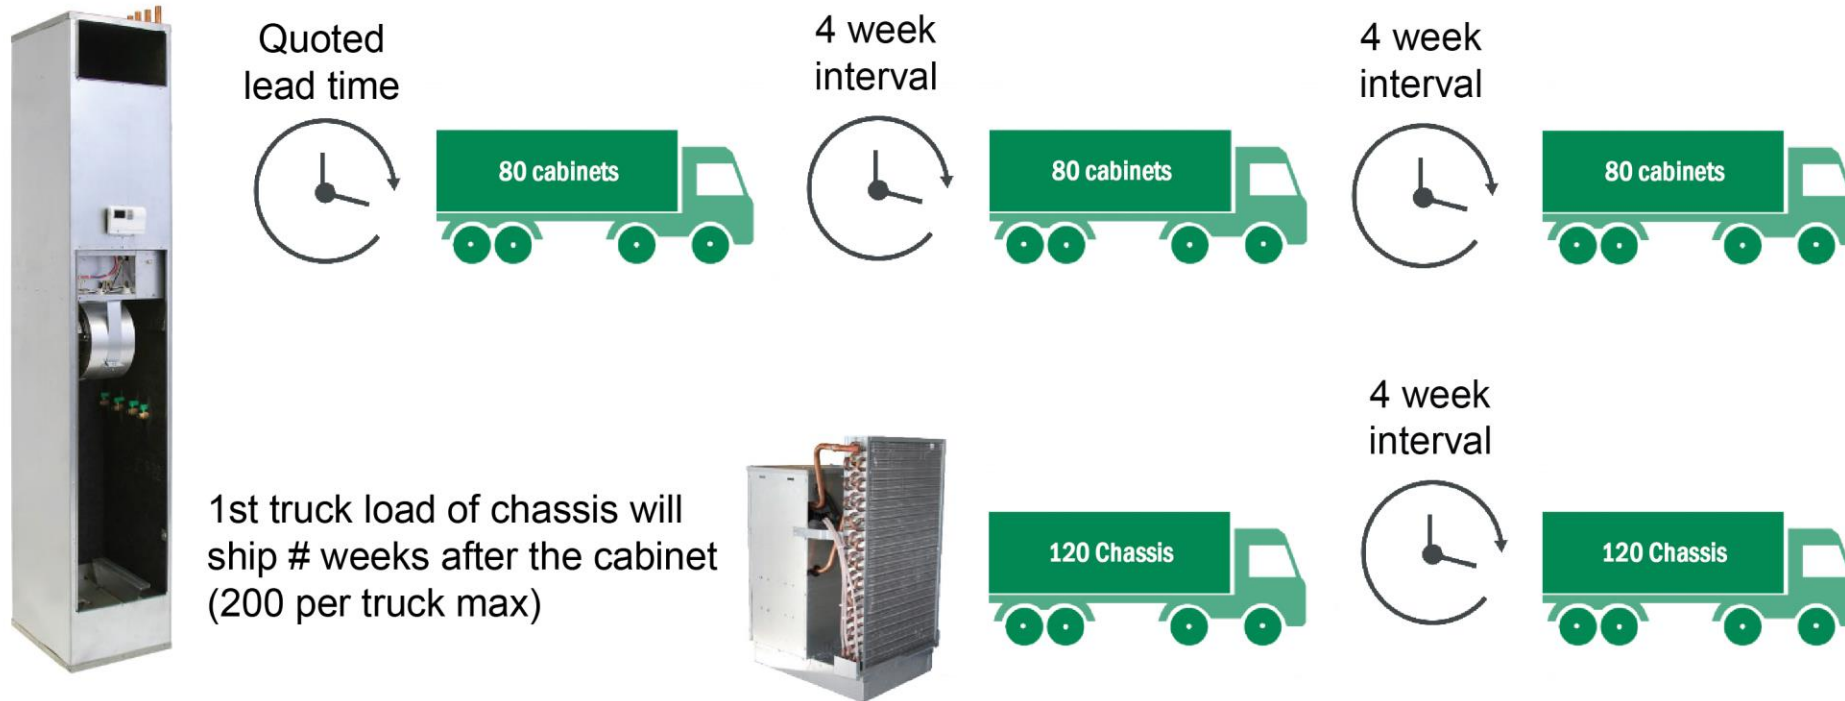 Quoted
lead time
80 cabinets
4 week
interval
80 cabinets
4 week
interval
80 cabinets
1st truck load of chassis will
ship # weeks after the cabinet
(200 per truck max)
120 Chassis
4 week
interval
120 Chassis